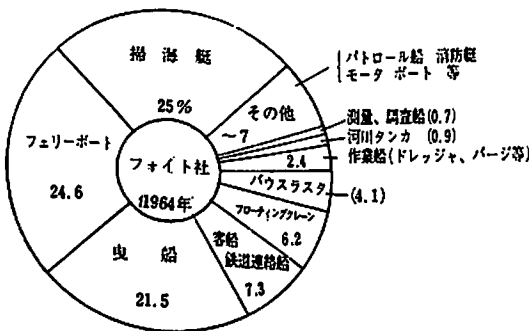 掃海艇
25%
その他
~7
パトロール船 消防艇
モータボート 等
測量、調査船(0.7)
河川タンカ (0.9)
2.4
作業船(ドレッジャ、バージ等)
バウスラスタ
(4.1)
フローティングクレーン
6.2
客船
鉄道連絡船
7.3
曳船
21.5
フェリーボート
24.6
フォイト社
(1964年)